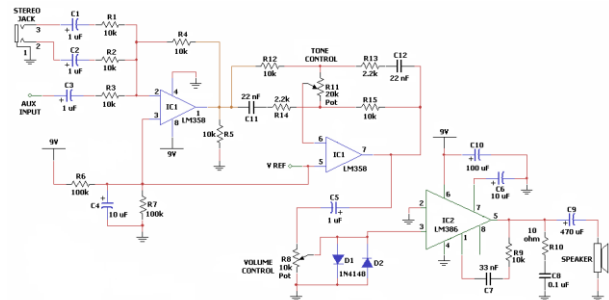 STEREO
JACK
3
2
1
C1
1 uF
R1
10k
C2
1 uF
R2
10k
R4
10k
AUX
INPUT
C3
1 uF
R3
10k
2
3
4
8
1
IC1
LM358
9V
10k
R5
R12
10k
TONE
CONTROL
R11
20k
Pot
R13
2.2k
C12
22 nF
22 nF
C11
2.2k
R14
R15
10k
6
5
7
IC1
LM358
V REF
9V
R6
100k
C4
10 uF
R7
100k
C5
1 uF
VOLUME
CONTROL
R8
10k
Pot
D1
1N4148
D2
9V
C10
100 uF
C6
10 uF
6
7
2
3
4
1
8
5
IC2
LM386
33 nF
C7
R9
10k
10
ohm
R10
C8
0.1 uF
C9
470 uF
SPEAKER